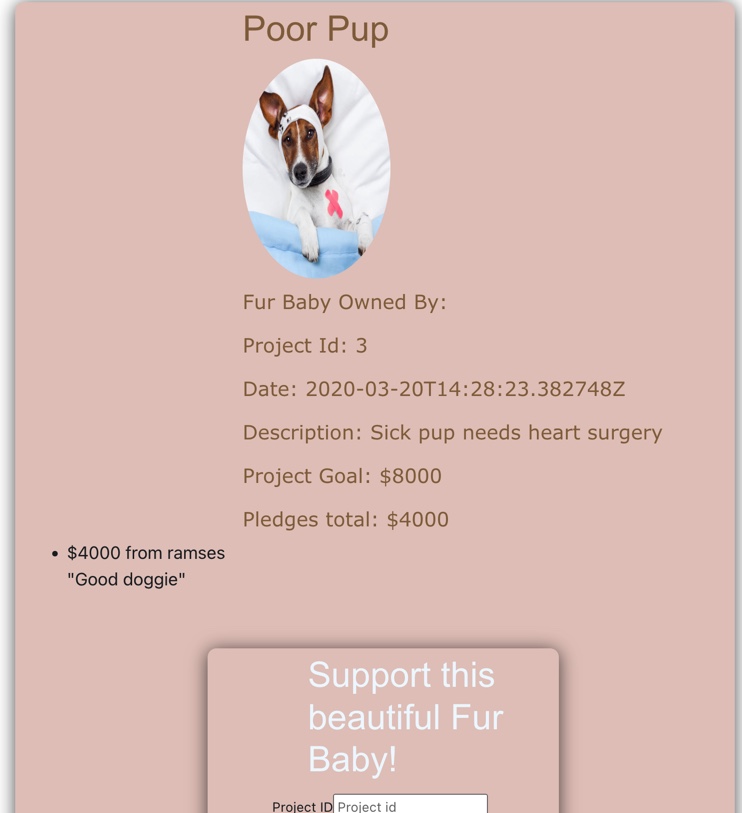 Poor Pup
Fur Baby Owned By:
Project Id: 3
Date: 2020-03-20T14:28:23.382748Z
Description: Sick pup needs heart surgery
Project Goal: $8000
Pledges total: $4000
• $4000 from ramses
"Good doggie"
Support this
beautiful Fur
Baby!
Project ID Project id